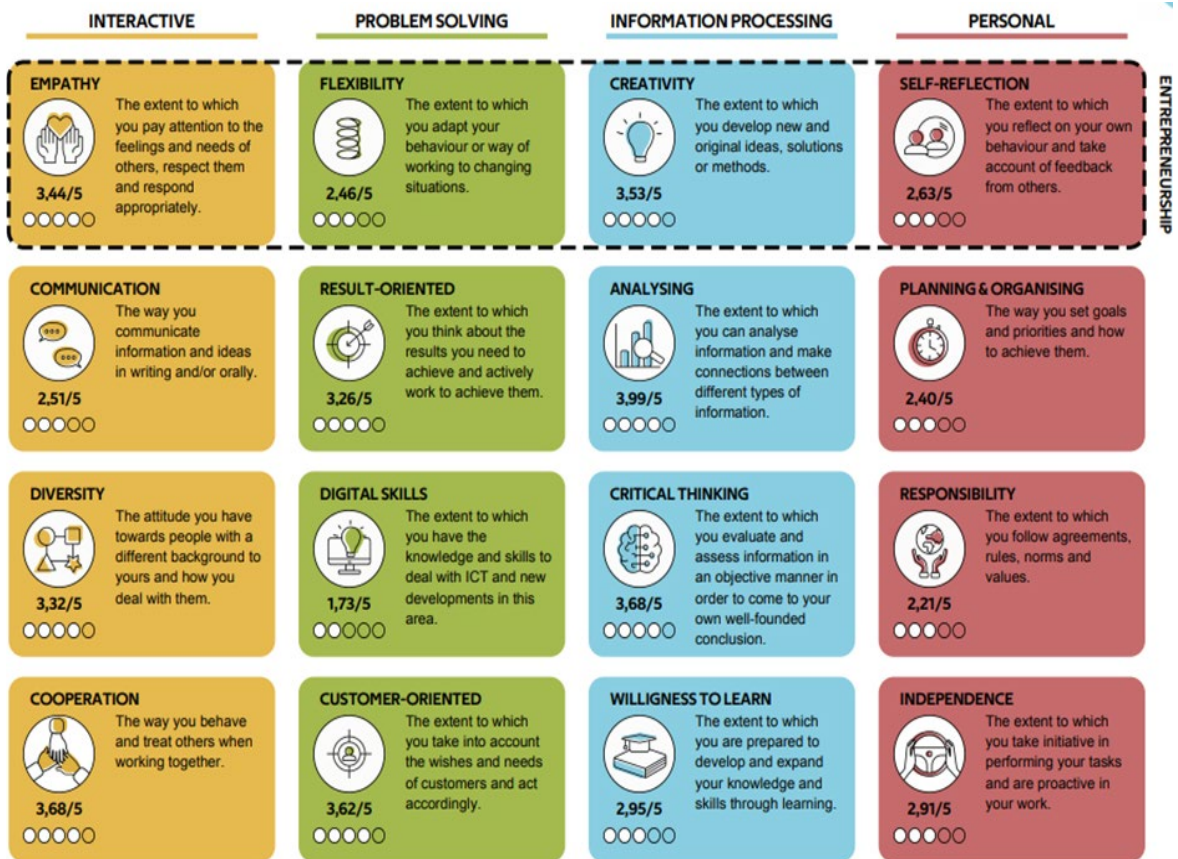 INTERACTIVE
PROBLEM SOLVING
INFORMATION PROCESSING
PERSONAL
ENTREPRENEURSHIP
EMPATHY
The extent to which
you pay attention to the
feelings and needs of
others, respect them
and respond
appropriately.
3,44/5
FLEXIBILITY
The extent to which
you adapt your
behaviour or way of
working to changing
situations.
2,46/5
CREATIVITY
The extent to which
you develop new and
original ideas, solutions
or methods.
3,53/5
SELF-REFLECTION
The extent to which
you reflect on your own
behaviour and take
account of feedback
from others.
2,63/5
COMMUNICATION
The way you
communicate
information and ideas
in writing and/or orally.
2,51/5
RESULT-ORIENTED
The extent to which
you think about the
results you need to
achieve and actively
work to achieve them.
3,26/5
ANALYSING
The extent to which
you can analyse
information and make
connections between
different types of
information.
3,99/5
PLANNING & ORGANISING
The way you set goals
and priorities and how
to achieve them.
2,40/5
DIVERSITY
The attitude you have
towards people with a
different background to
yours and how you
deal with them.
3,32/5
DIGITAL SKILLS
The extent to which
you have the
knowledge and skills to
deal with ICT and new
developments in this
area.
1,73/5
CRITICAL THINKING
The extent to which
you evaluate and
assess information in
an objective manner in
order to come to your
own well-founded
conclusion.
3,68/5
RESPONSIBILITY
The extent to which
you follow agreements,
rules, norms and
values.
2,21/5
COOPERATION
The way you behave
and treat others when
working together.
3,68/5
CUSTOMER-ORIENTED
The extent to which
you take into account
the wishes and needs
of customers and act
accordingly.
3,62/5
WILLIGNESS TO LEARN
The extent to which
you are prepared to
develop and expand
your knowledge and
skills through learning.
2,95/5
INDEPENDENCE
The extent to which
you take initiative in
performing your tasks
and are proactive in
your work.
2,91/5